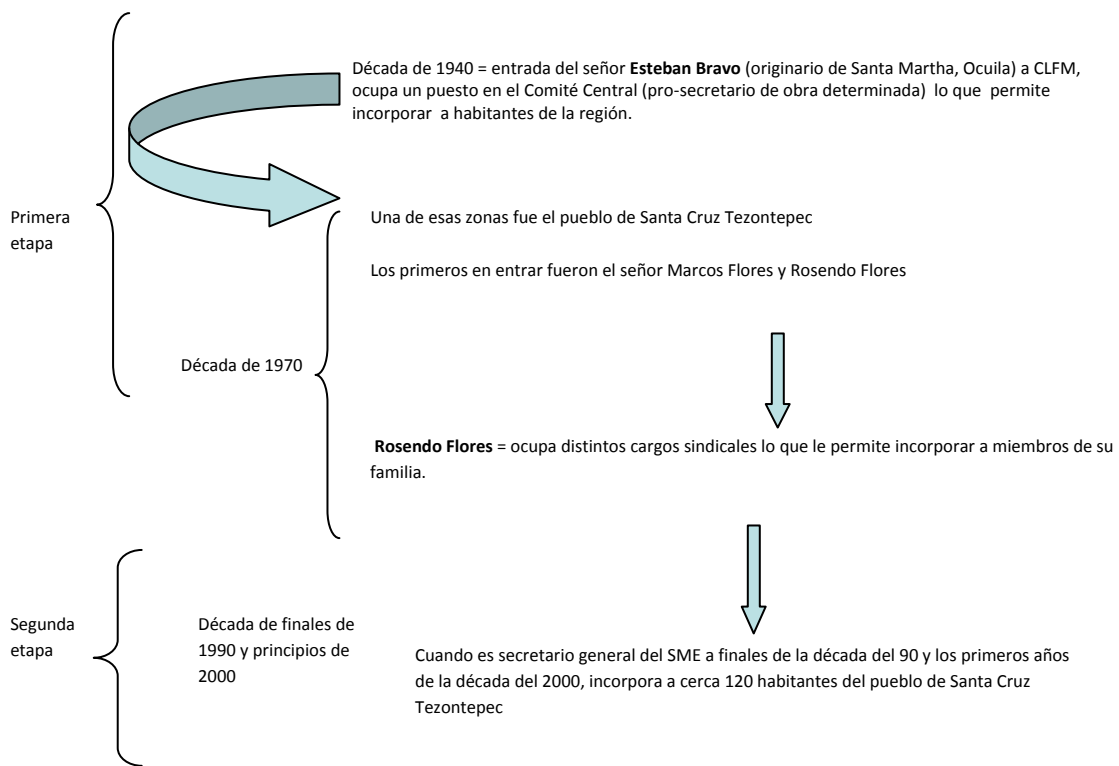 Década de 1940 = entrada del señor Esteban Bravo (originario de Santa Martha, Ocuila) a CLFM,
ocupa un puesto en el Comité Central (pro-secretario de obra determinada) lo que permite
incorporar a habitantes de la región.
Primera
etapa
Una de esas zonas fue el pueblo de Santa Cruz Tezontepec
Los primeros en entrar fueron el señor Marcos Flores y Rosendo Flores
Década de 1970
Rosendo Flores = ocupa distintos cargos sindicales lo que le permite incorporar a miembros de su
familia.
Segunda
etapa
Década de finales de
1990 y principios de
2000
Cuando es secretario general del SME a finales de la década del 90 y los primeros años
de la década del 2000, incorpora a cerca 120 habitantes del pueblo de Santa Cruz
Tezontepec